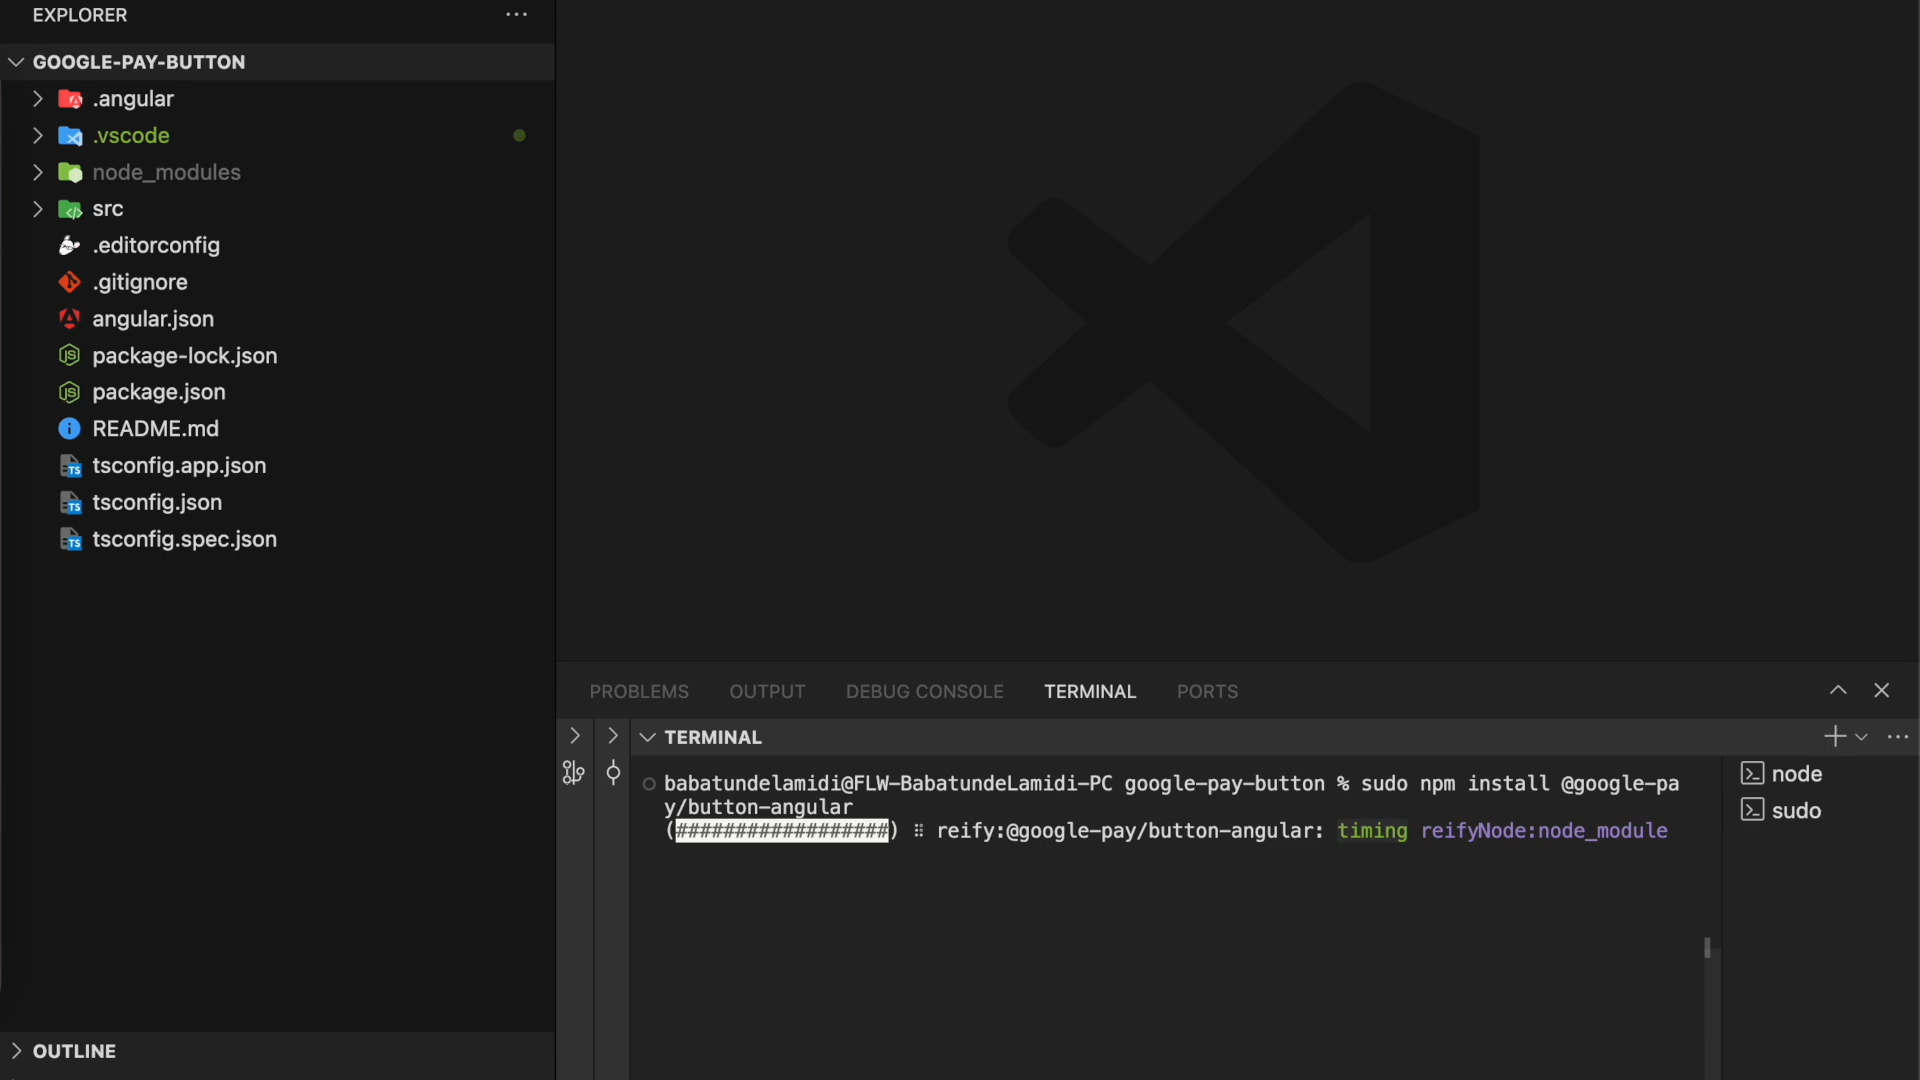 EXPLORER
GOOGLE-PAY-BUTTON
.angular
.vscode
node_modules
src
.editorconfig
.gitignore
angular.json
package-lock.json
package.json
README.md
tsconfig.app.json
tsconfig.json
tsconfig.spec.json
OUTLINE
PROBLEMS OUTPUT DEBUG CONSOLE TERMINAL PORTS
TERMINAL
babatundelamidi@FLW-BabatundeLamidi-PC google-pay-button % sudo npm install @google-pa
y/button-angular
(##################) ⠿ reify:@google-pay/button-angular: timing reifyNode:node_module
node
sudo